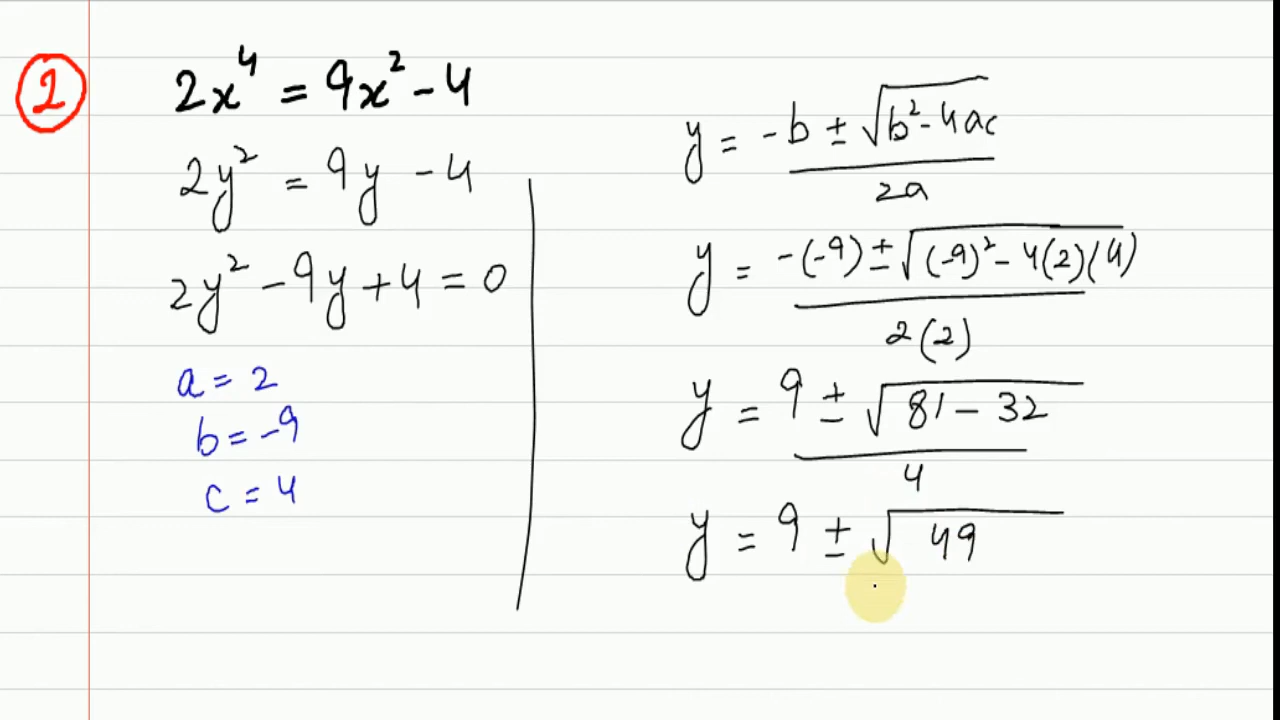 2
2x⁴ = 9x² - 4
2y² = 9y - 4
2y² - 9y + 4 = 0
a = 2
b = -9
c = 4
y = -b ± √b² - 4ac
2a
y = -(-9) ± √(-9)² - 4(2)(4)
2(2)
y = 9 ± √81 - 32
4
y = 9 ± √49